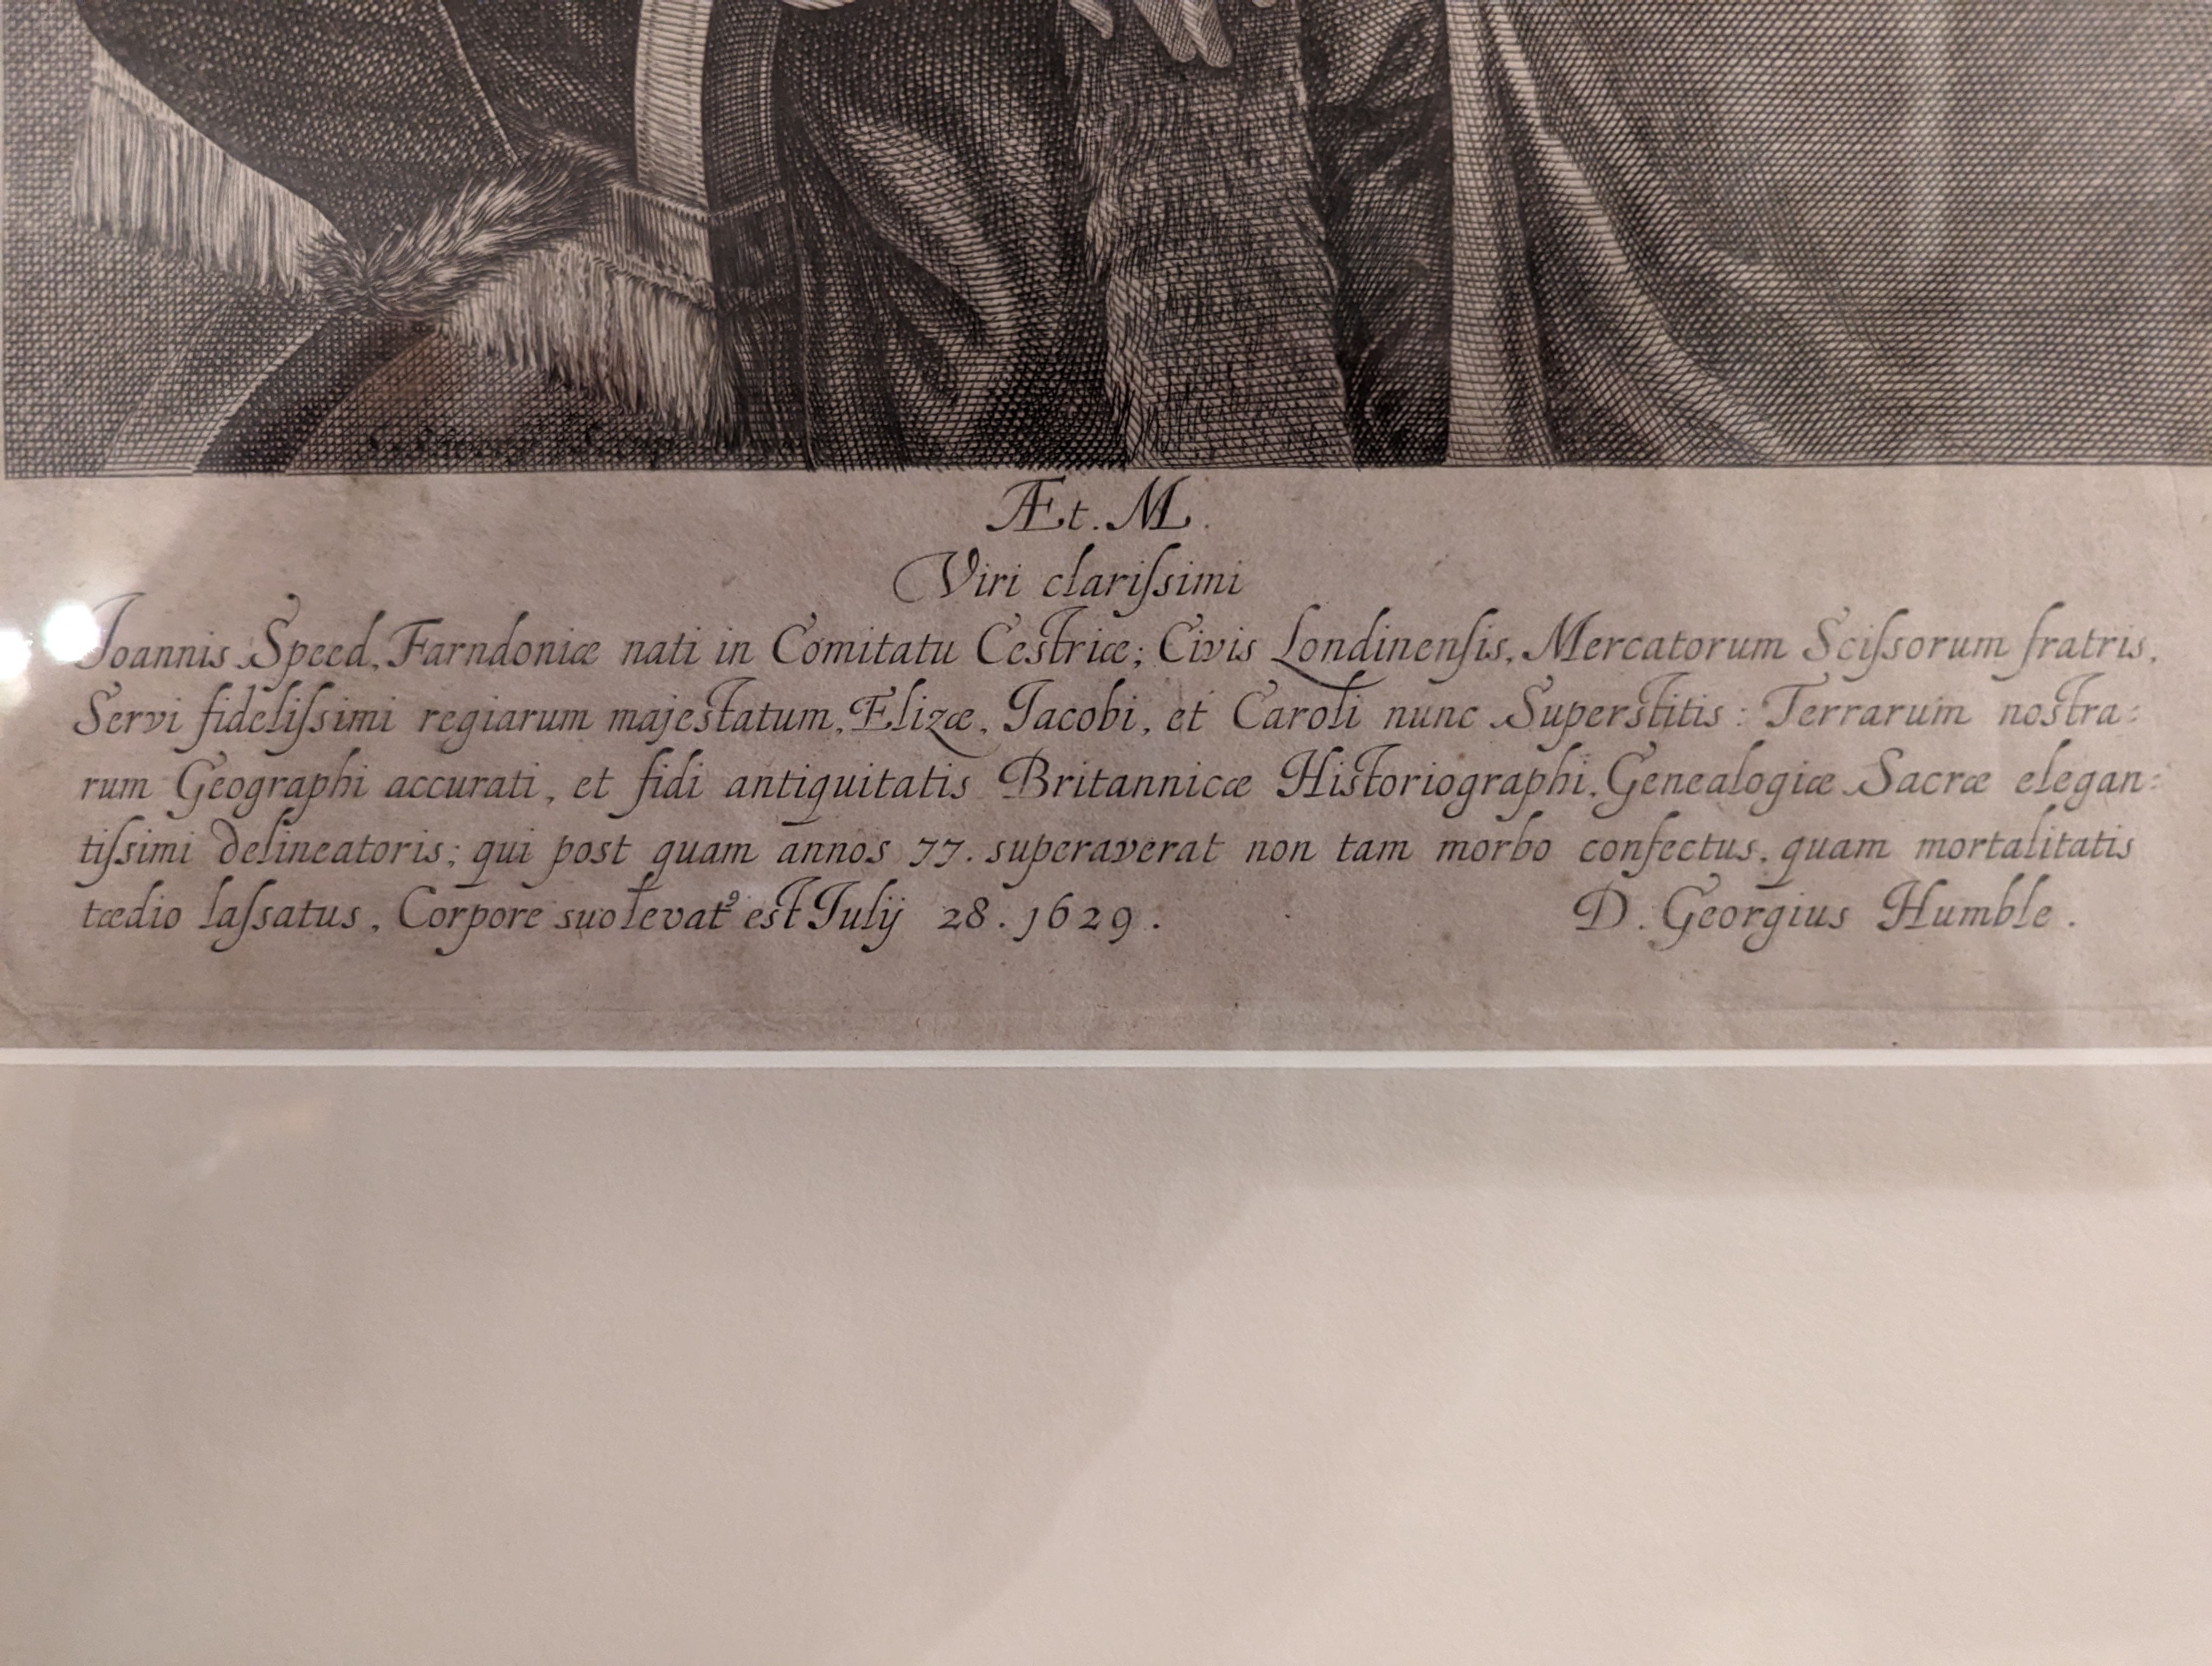 Æt. M.
Viri clariſsimi
Joannis Speed, Farndoniæ nati in Comitatu Cestriæ; Civis Londinenſis, Mercatorum Sciſsorum fratris,
Servi fideliſsimi regiarum majestatum, Elizæ, Jacobi, et Caroli nunc Superstitis: Terrarum nostra:
rum Geographi accurati, et fidi antiquitatis Britannicæ Historiographi, Genealogiæ Sacræ elegan:
tiſsimi delineatoris; qui post quam annos 77. superaverat non tam morbo confectus, quam mortalitatis
tædio laſsatus, Corpore suo levatꝰ est Julij 28. 1629.
D. Georgius Humble.